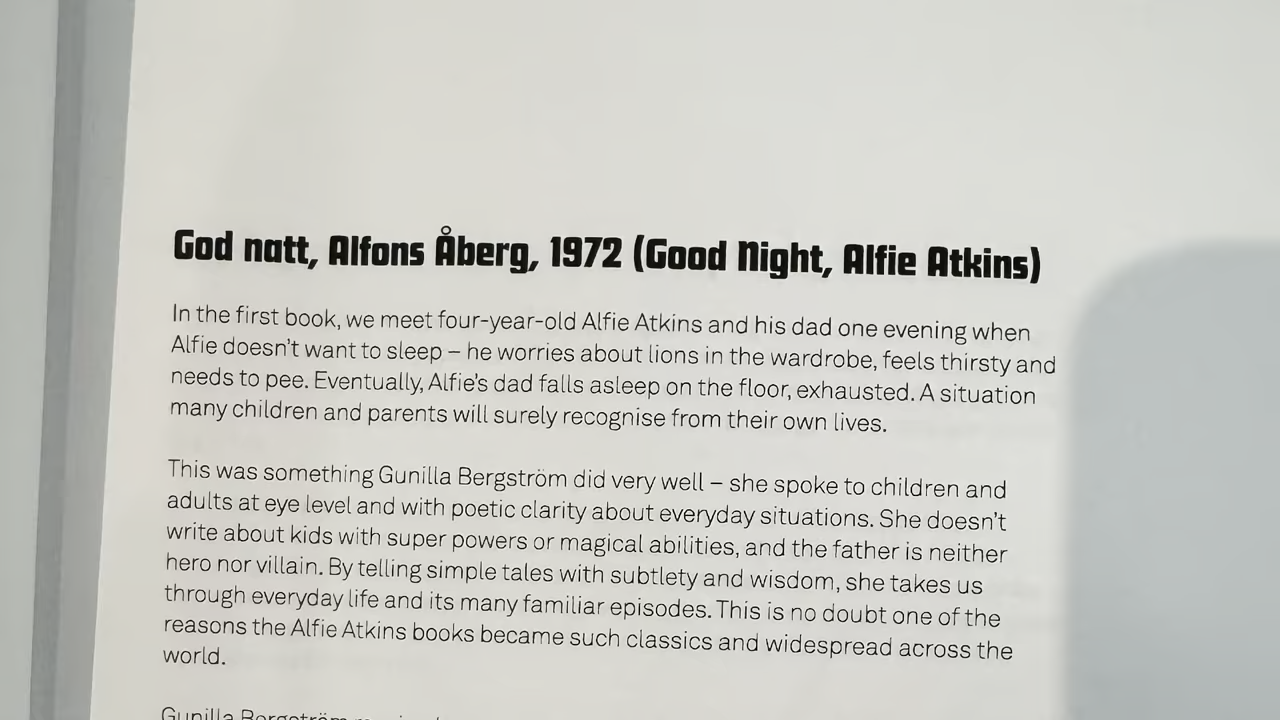 God natt, Alfons Åberg, 1972 (Good Night, Alfie Atkins)
In the first book, we meet four-year-old Alfie Atkins and his dad one evening when
Alfie doesn't want to sleep – he worries about lions in the wardrobe, feels thirsty and
needs to pee. Eventually, Alfie's dad falls asleep on the floor, exhausted. A situation
many children and parents will surely recognise from their own lives.
This was something Gunilla Bergström did very well – she spoke to children and
adults at eye level and with poetic clarity about everyday situations. She doesn't
write about kids with super powers or magical abilities, and the father is neither
hero nor villain. By telling simple tales with subtlety and wisdom, she takes us
through everyday life and its many familiar episodes. This is no doubt one of the
reasons the Alfie Atkins books became such classics and widespread across the
world.
Gunilla Bergström